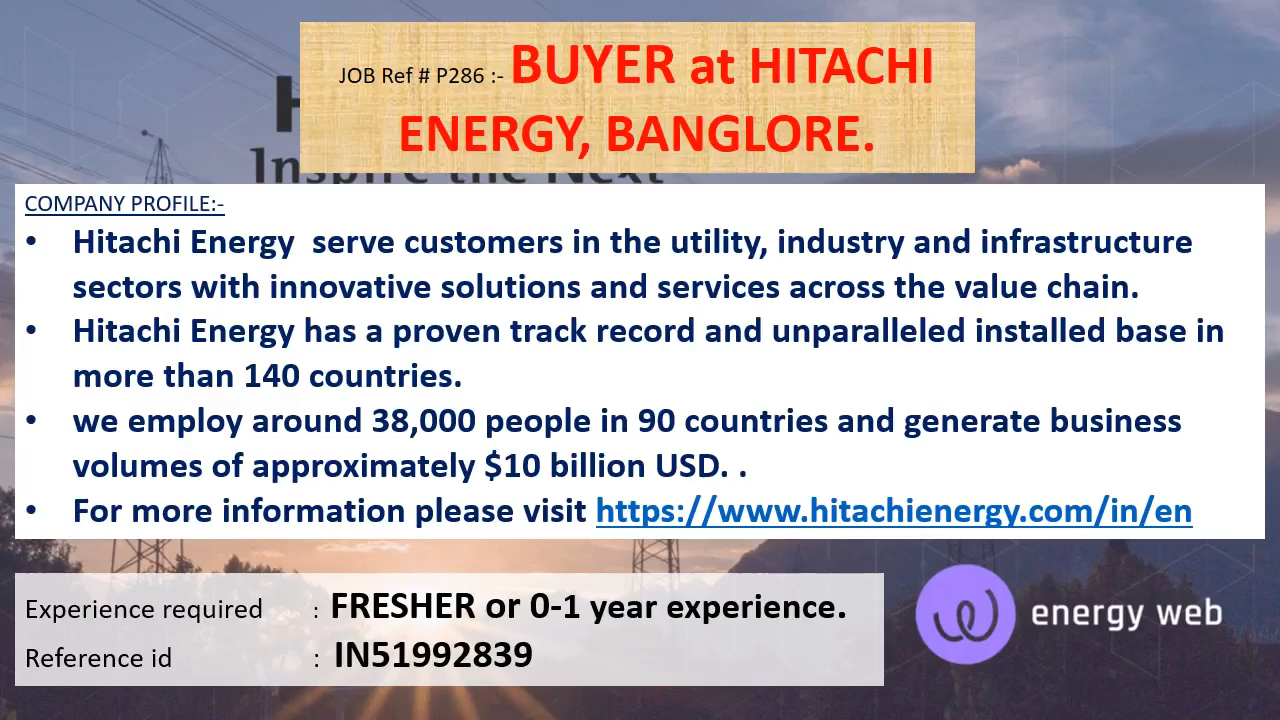 JOB Ref # P286 :- BUYER at HITACHI
ENERGY, BANGLORE.
Inspire the Next
COMPANY PROFILE:-
• Hitachi Energy serve customers in the utility, industry and infrastructure
sectors with innovative solutions and services across the value chain.
• Hitachi Energy has a proven track record and unparalleled installed base in
more than 140 countries.
• we employ around 38,000 people in 90 countries and generate business
volumes of approximately $10 billion USD. .
• For more information please visit https://www.hitachienergy.com/in/en
Experience required : FRESHER or 0-1 year experience.
Reference id : IN51992839
energy web